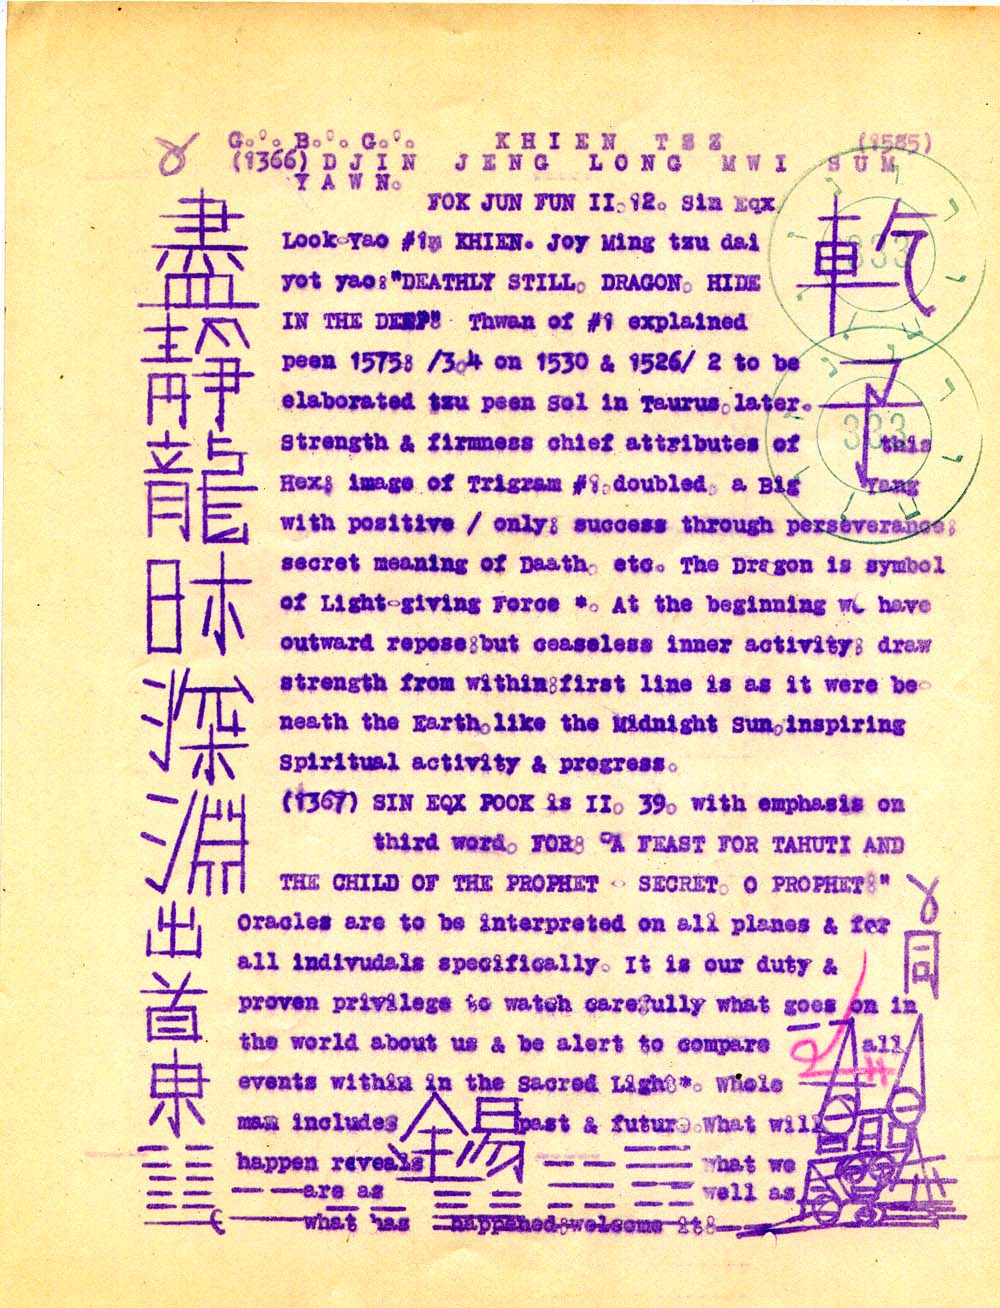 G.°. B.°. G.°. KHIEN TSZ (1585)
(1366) DJIN JENG LONG MWI SUM
YAWN.
FOK JUN FUN II. 12. Sin Eqx
Look-Yao #1 KHIEN. Joy Ming tzu dai
yot yao:"DEATHLY STILL. DRAGON. HIDE
IN THE DEEP" Thwan of #1 explained
peen 1575: /3.4 on 1530 & 1526/ 2 to be
elaborated tzu peen Sol in Taurus.later.
Strength & firmness chief attributes of this
Hex: image of Trigram #1.doubled. a Big Yang
with positive / only: success through perseverance:
secret meaning of Daath. etc. The Dragon is symbol
of Light-giving Force *. At the beginning we have
outward repose:but ceaseless inner activity: draw
strength from within:first line is as it were be-
neath the Earth.like the Midnight Sun.inspiring
Spiritual activity & progress.
(1367) SIN EQX POOK is II. 39. with emphasis on
third word. FOR: "A FEAST FOR TAHUTI AND
THE CHILD OF THE PROPHET - SECRET. O PROPHET:"
Oracles are to be interpreted on all planes & for
all indivudals specifically. It is our duty &
proven privilege to watch carefully what goes on in
the world about us & be alert to compare all
events within in the Sacred Light*. Whole
man includes past & future.What will
happen reveals what we
are as well as
what has happened:welcome it:
龍
日
深
淵
出
首
東
同
333
333